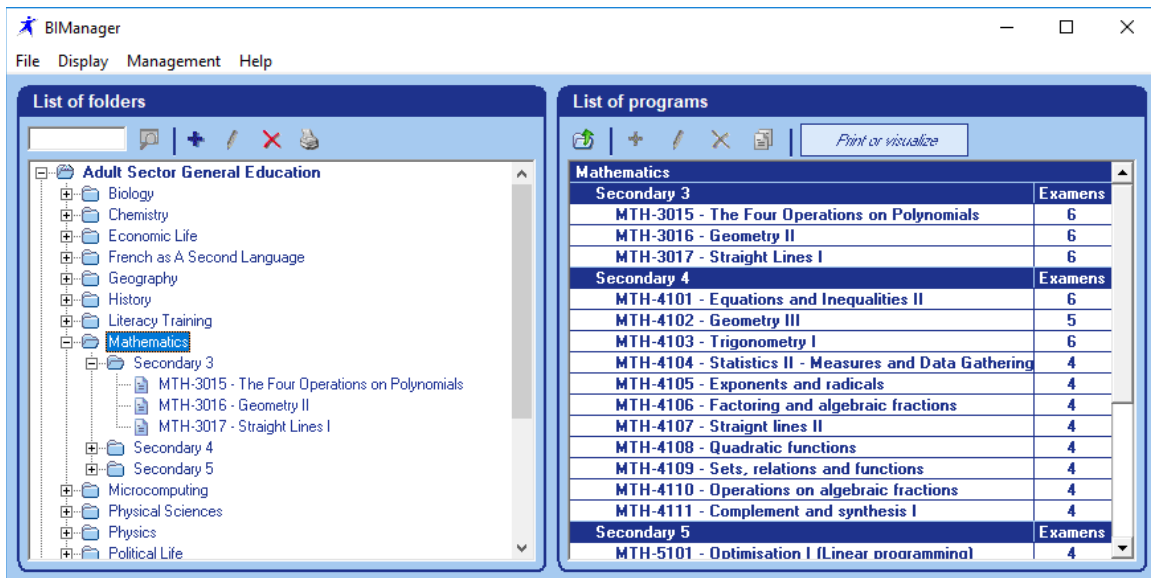 BIManager
File Display Management Help
List of folders
Adult Sector General Education
Biology
Chemistry
Economic Life
French as A Second Language
Geography
History
Literacy Training
Mathematics
Secondary 3
MTH-3015 - The Four Operations on Polynomials
MTH-3016 - Geometry II
MTH-3017 - Straight Lines I
Secondary 4
Secondary 5
Microcomputing
Physical Sciences
Physics
Political Life
List of programs
Print or visualize
Mathematics
Secondary 3 Examens
MTH-3015 - The Four Operations on Polynomials 6
MTH-3016 - Geometry II 6
MTH-3017 - Straight Lines I 6
Secondary 4 Examens
MTH-4101 - Equations and Inequalities II 6
MTH-4102 - Geometry III 5
MTH-4103 - Trigonometry I 6
MTH-4104 - Statistics II - Measures and Data Gathering 4
MTH-4105 - Exponents and radicals 4
MTH-4106 - Factoring and algebraic fractions 4
MTH-4107 - Straignt lines II 4
MTH-4108 - Quadratic functions 4
MTH-4109 - Sets, relations and functions 4
MTH-4110 - Operations on algebraic fractions 4
MTH-4111 - Complement and synthesis I 4
Secondary 5 Examens
MTH-5101 - Optimisation I (Linear programming) 4